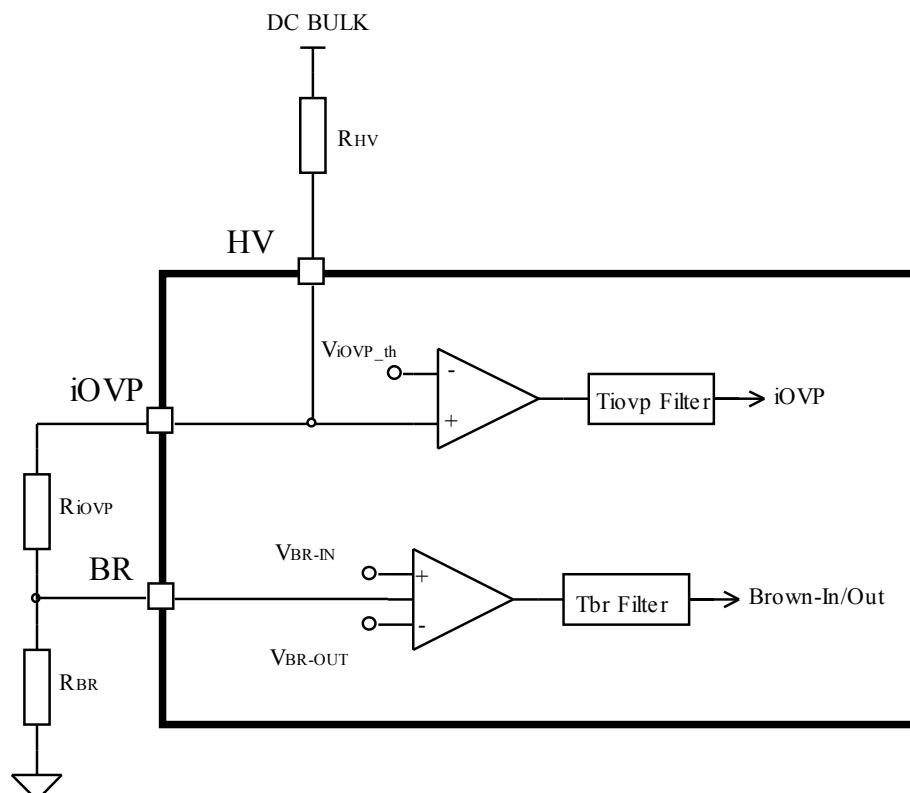 DC BULK
RHV
HV
ViOVP_th
-
iOVP
+
Tiovp Filter
iOVP
RiOVP
VBR-IN
BR
+
Tbr Filter
Brown-In/Out
-
VBR-OUT
RBR